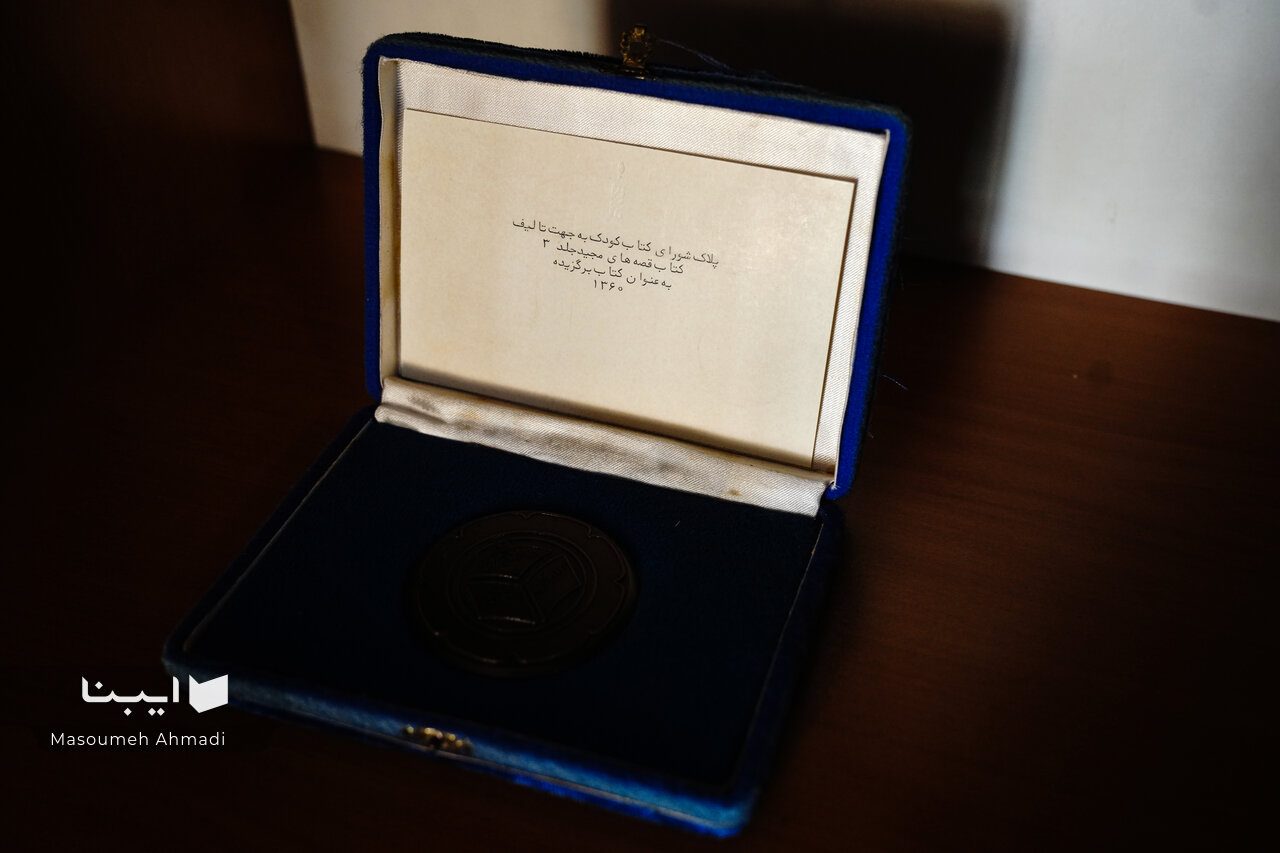 پلاک شورای کتاب کودک به جهت تالیف
کتاب قصه های مجید جلد ۳
به عنوان کتاب برگزیده
۱۳۶۰
ایبنا
Masoumeh Ahmadi